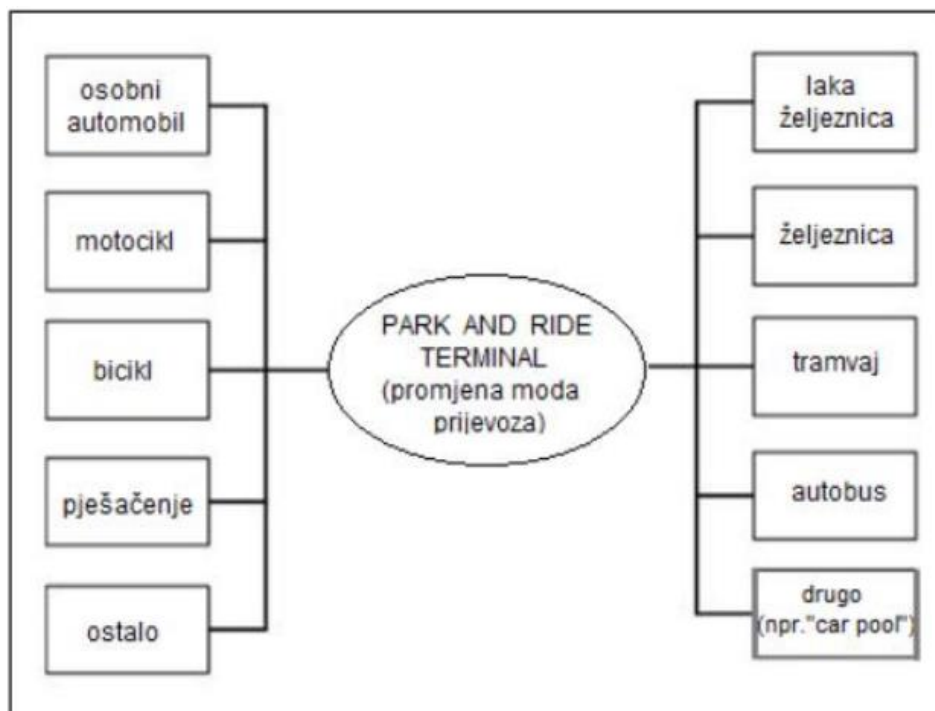 osobni
automobil
motocikl
bicikl
pješačenje
ostalo
PARK AND RIDE
TERMINAL
(promjena moda
prijevoza)
laka
željeznica
željeznica
tramvaj
autobus
drugo
(npr."car pool")